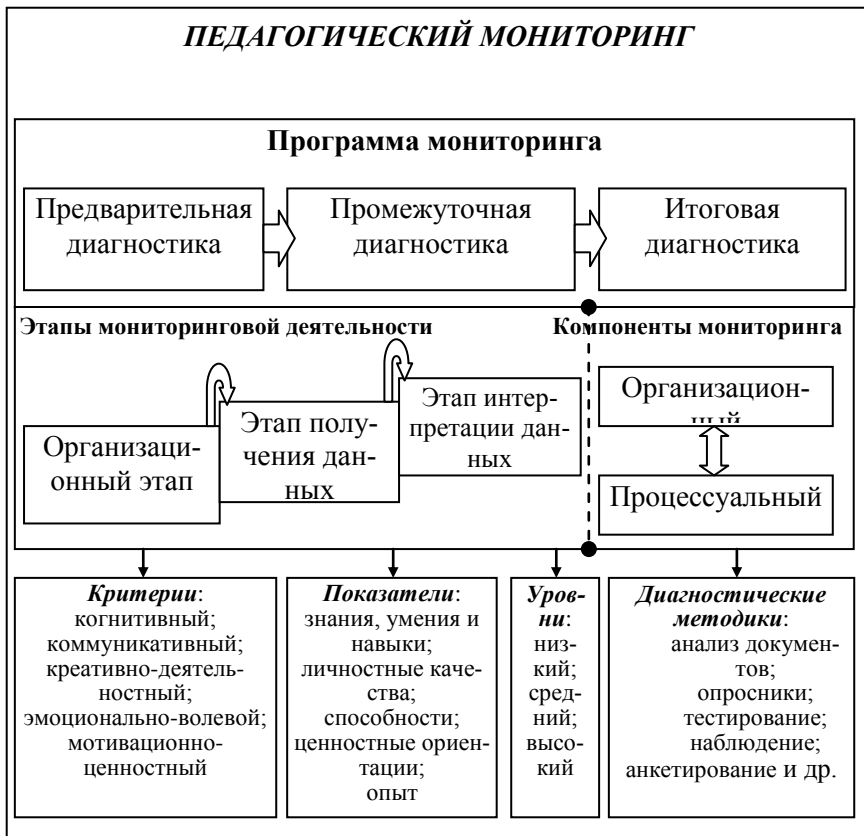 ПЕДАГОГИЧЕСКИЙ МОНИТОРИНГ
Программа мониторинга
Предварительная
диагностика
Промежуточная
диагностика
Итоговая
диагностика
Этапы мониторинговой деятельности
Организаци-
онный этап
Этап полу-
чения дан-
ных
Этап интер-
претации дан-
ных
Компоненты мониторинга
Организацион-
ный
Процессуальный
Критерии:
когнитивный;
коммуникативный;
креативно-деятель-
ностный;
эмоционально-волевой;
мотивационно-
ценностный
Показатели:
знания, умения и
навыки;
личностные каче-
ства;
способности;
ценностные ориен-
тации;
опыт
Уров-
ни:
низ-
кий;
сред-
ний;
высо-
кий
Диагностические
методики:
анализ докумен-
тов;
опросники;
тестирование;
наблюдение;
анкетирование и др.